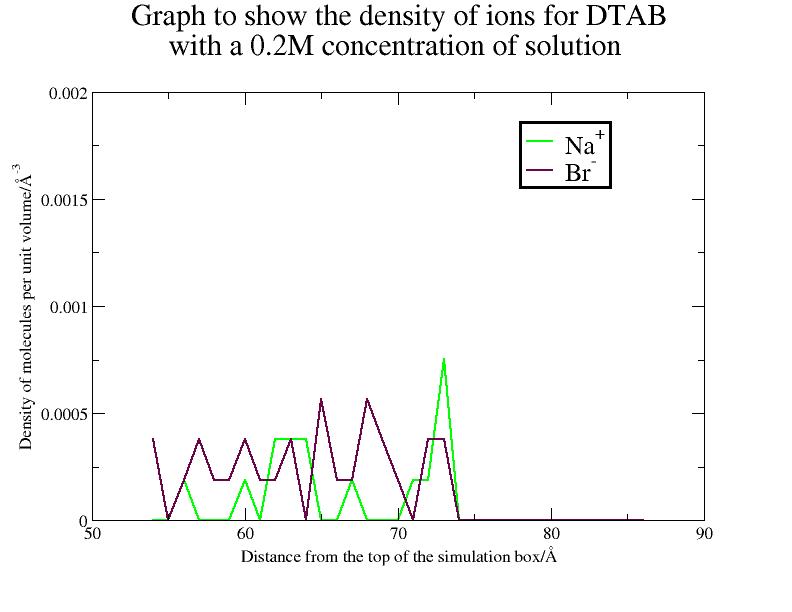 Graph to show the density of ions for DTAB
with a 0.2M concentration of solution
0.002
0.0015
0.001
0.0005
0
Density of molecules per unit volume/Å⁻³
Na⁺
Br⁻
50 60 70 80 90
Distance from the top of the simulation box/Å